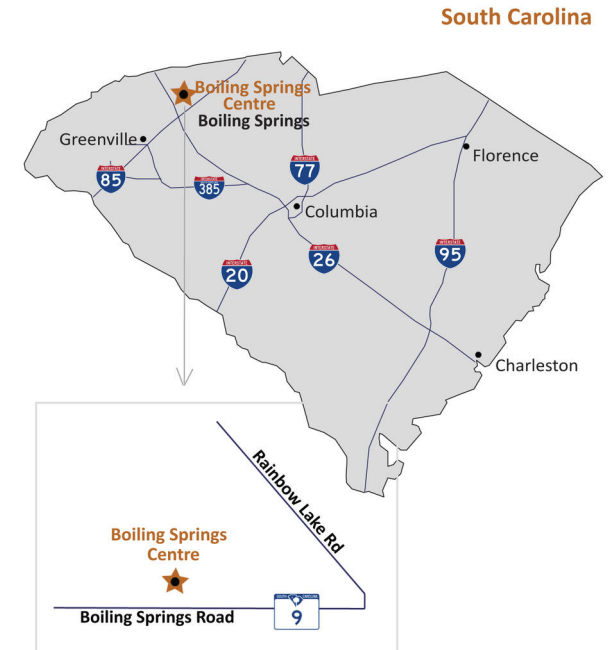 South Carolina
Boiling Springs
Centre
Boiling Springs
Greenville
INTERSTATE
85
INTERSTATE
385
INTERSTATE
77
Florence
Columbia
INTERSTATE
20
INTERSTATE
26
INTERSTATE
95
Charleston
Rainbow Lake Rd
Boiling Springs
Centre
SOUTH CAROLINA
9
Boiling Springs Road